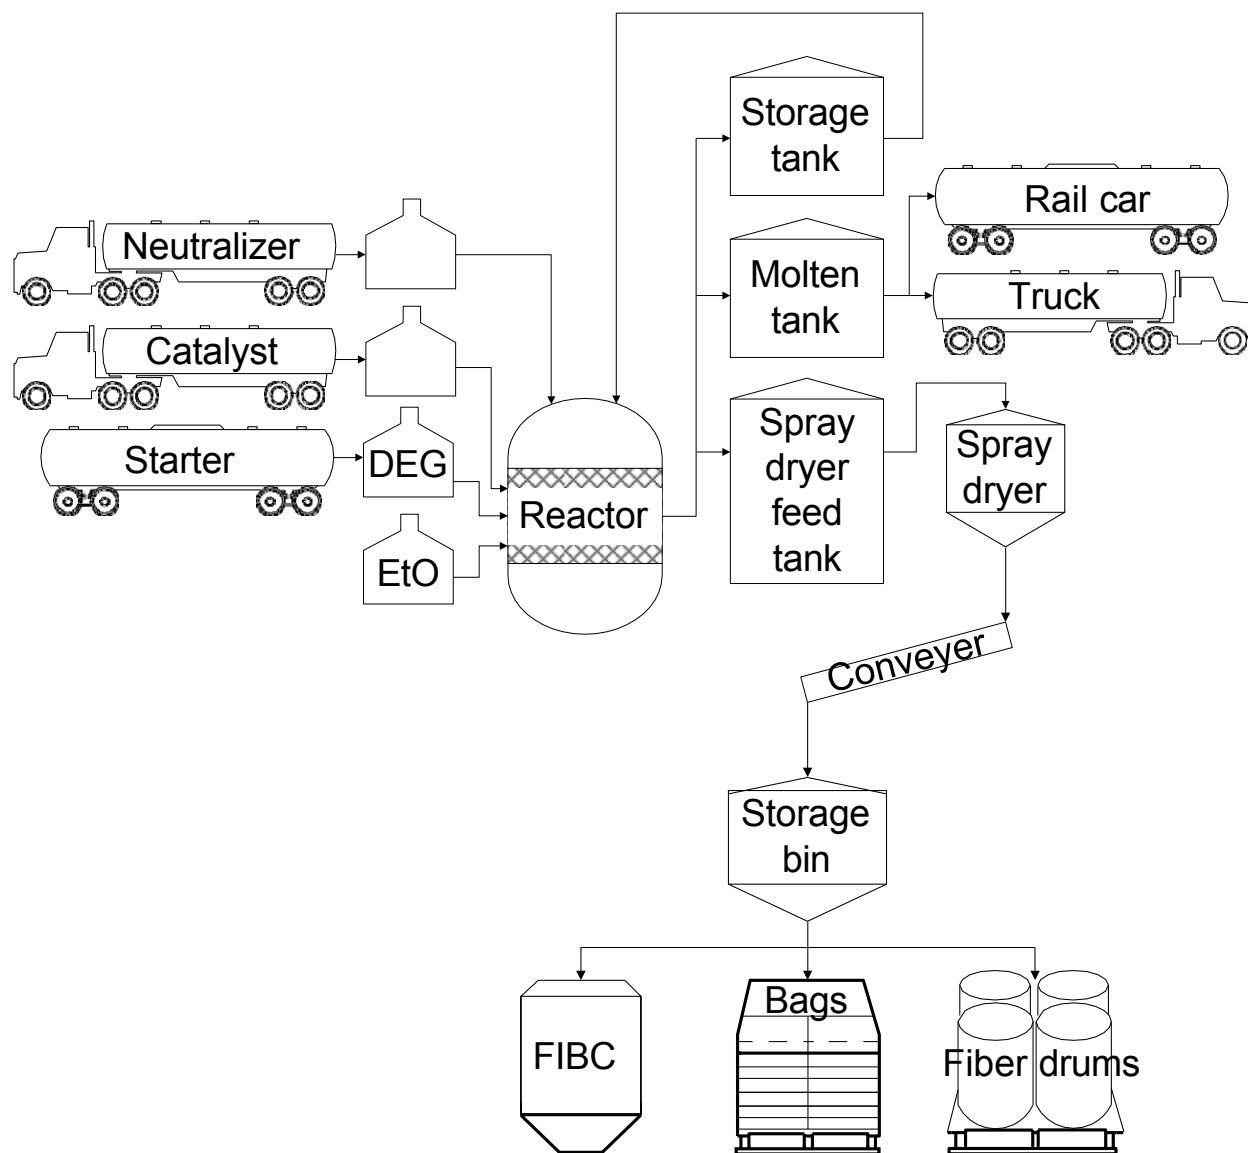 Storage
tank
Rail car
Neutralizer
Molten
tank
Truck
Catalyst
Starter
DEG
Spray
dryer
feed
tank
Spray
dryer
Reactor
EtO
Conveyer
Storage
bin
FIBC
Bags
Fiber drums